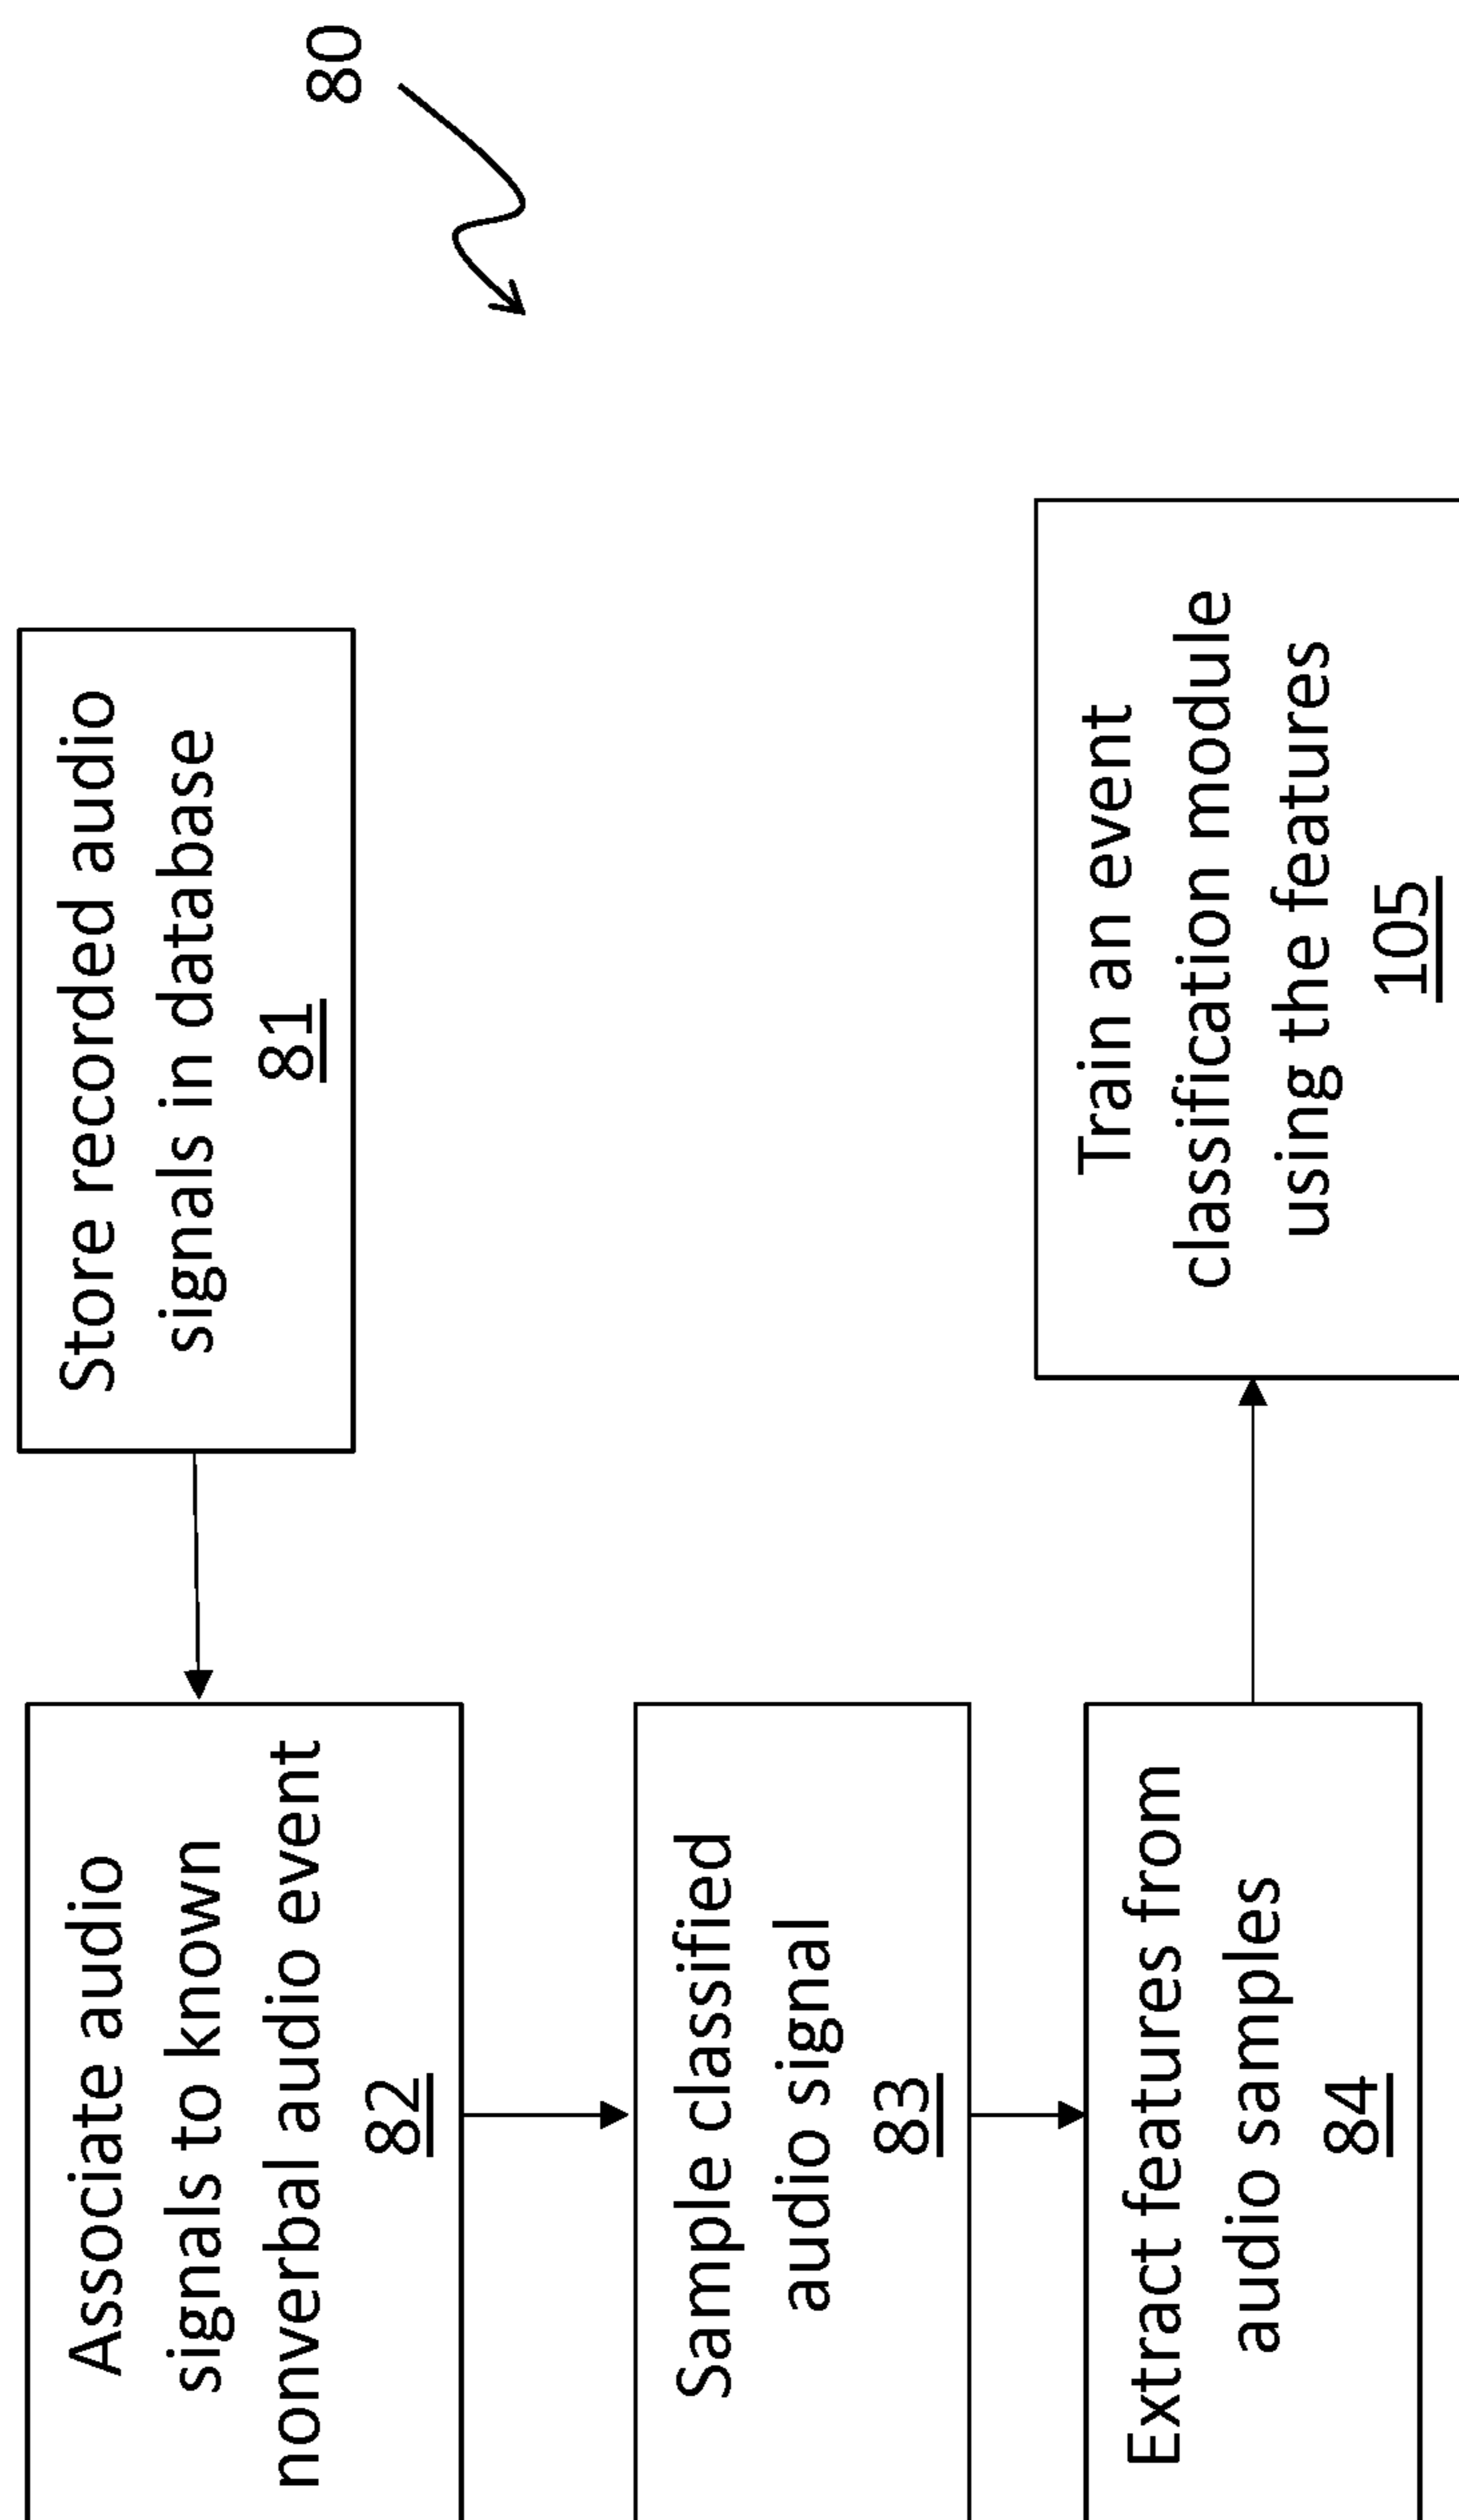 80
Store recorded audio
signals in database
81
Associate audio
signals to known
nonverbal audio event
82
Sample classified
audio signal
83
Extract features from
audio samples
84
Train an event
classification module
using the features
105